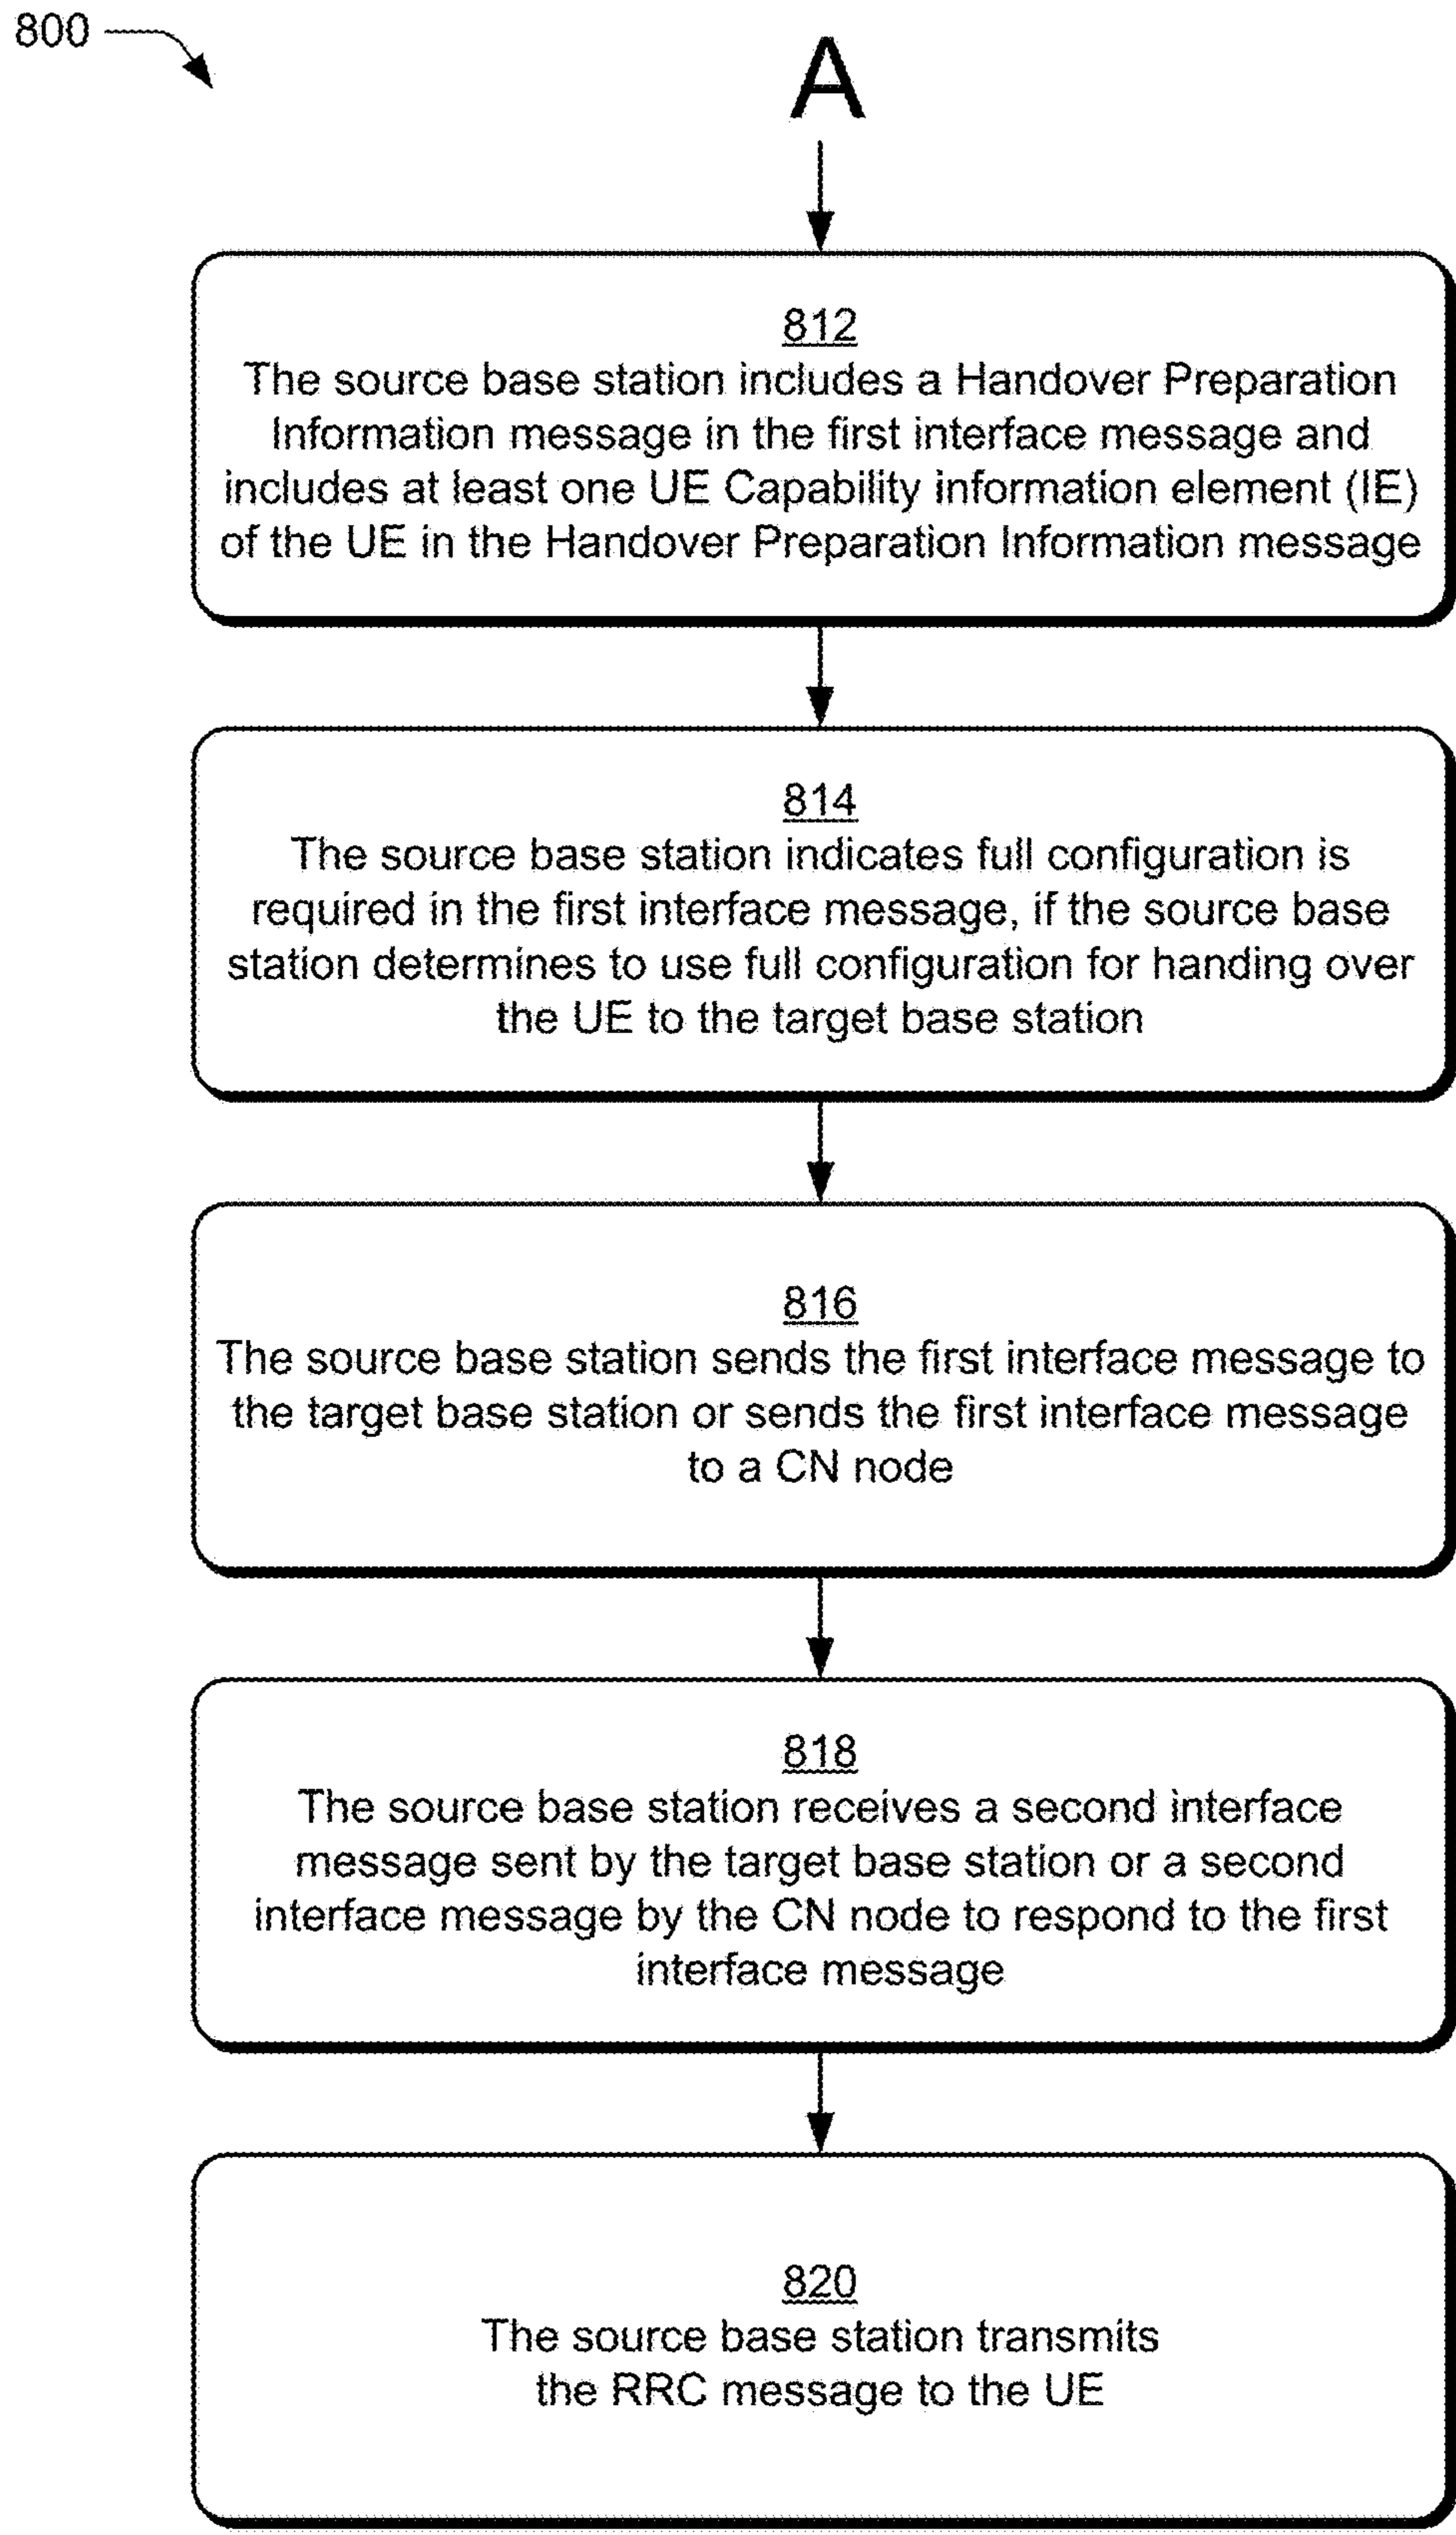 800
A
812
The source base station includes a Handover Preparation
Information message in the first interface message and
includes at least one UE Capability information element (IE)
of the UE in the Handover Preparation Information message
814
The source base station indicates full configuration is
required in the first interface message, if the source base
station determines to use full configuration for handing over
the UE to the target base station
816
The source base station sends the first interface message to
the target base station or sends the first interface message
to a CN node
818
The source base station receives a second interface
message sent by the target base station or a second
interface message by the CN node to respond to the first
interface message
820
The source base station transmits
the RRC message to the UE